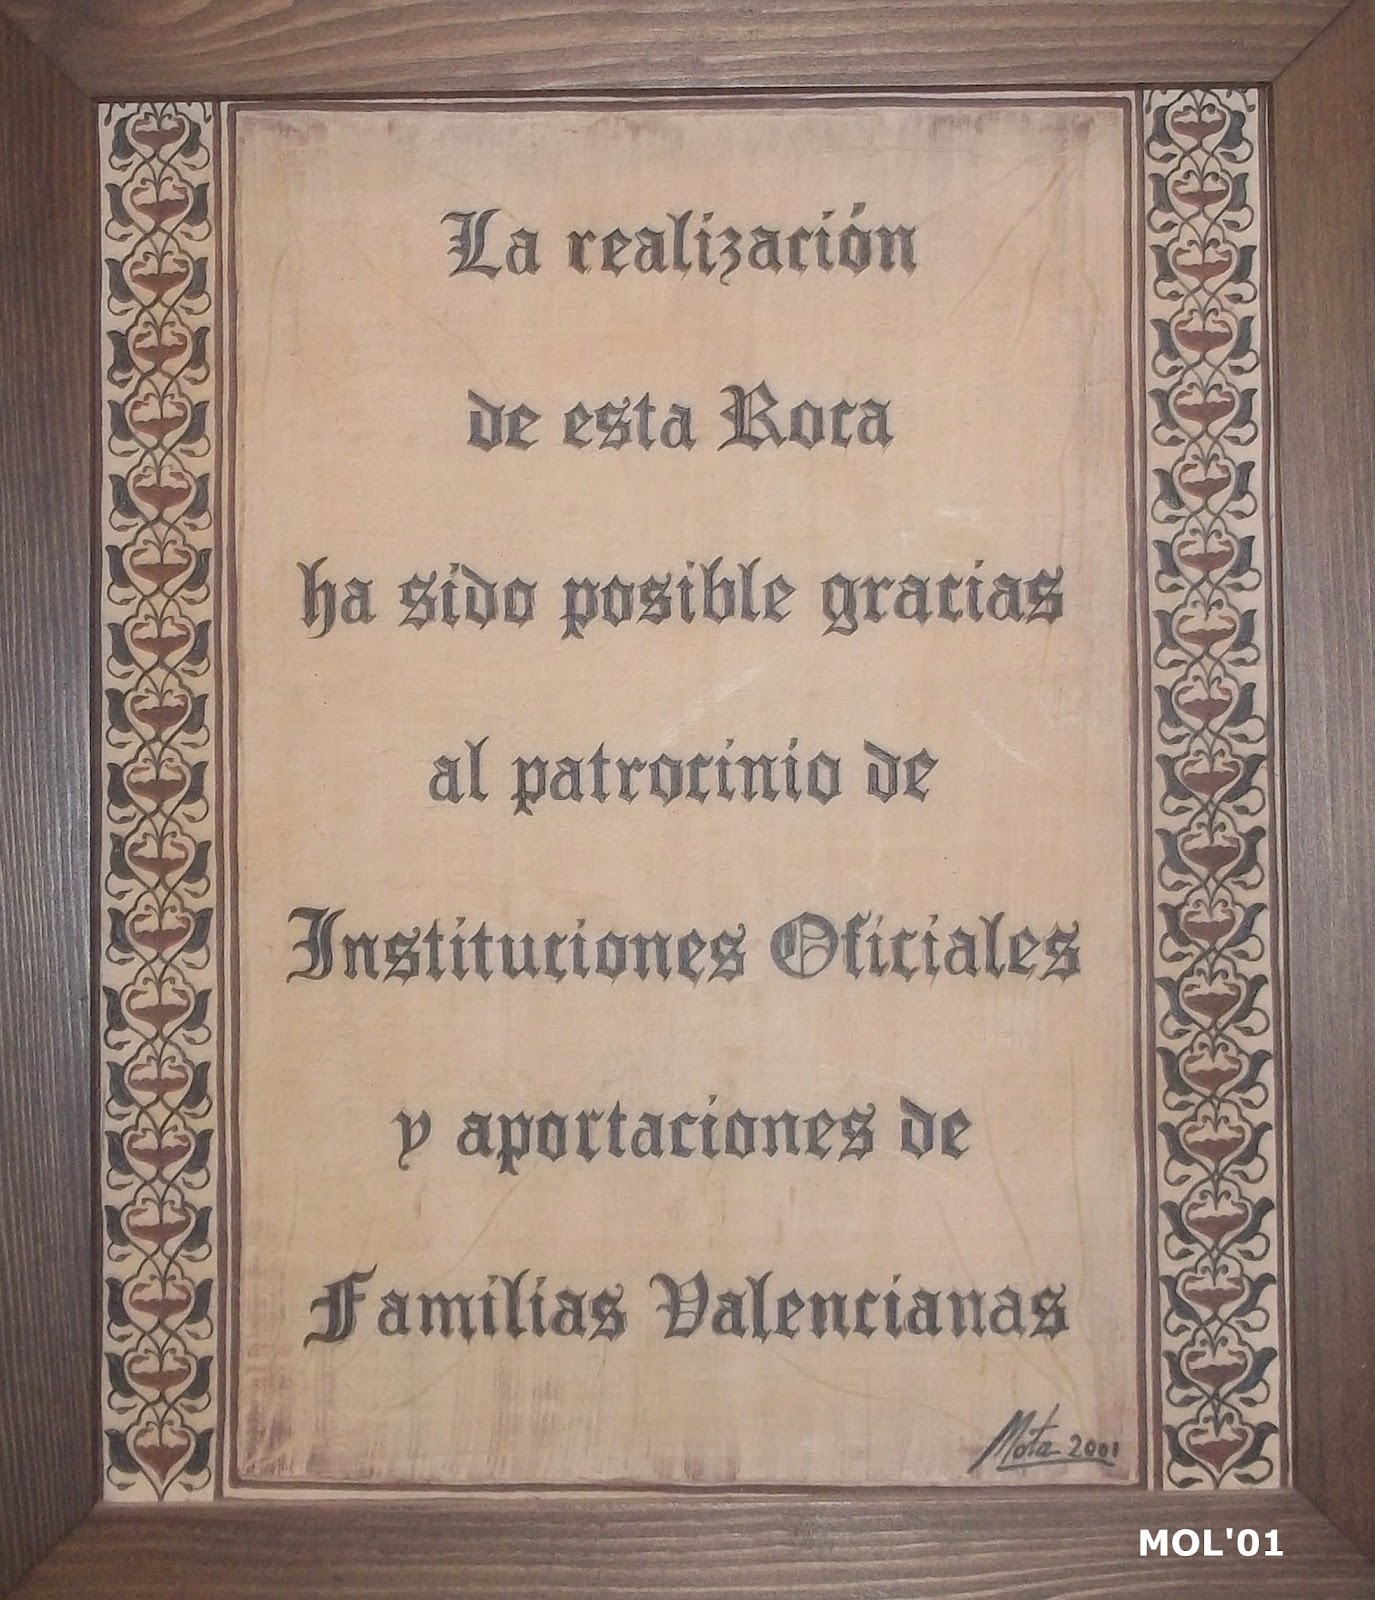 La realización
de esta Roca
ha sido posible gracias
al patrocinio de
Instituciones Oficiales
y aportaciones de
Familias Valencianas
Mota 2001
MOL'01